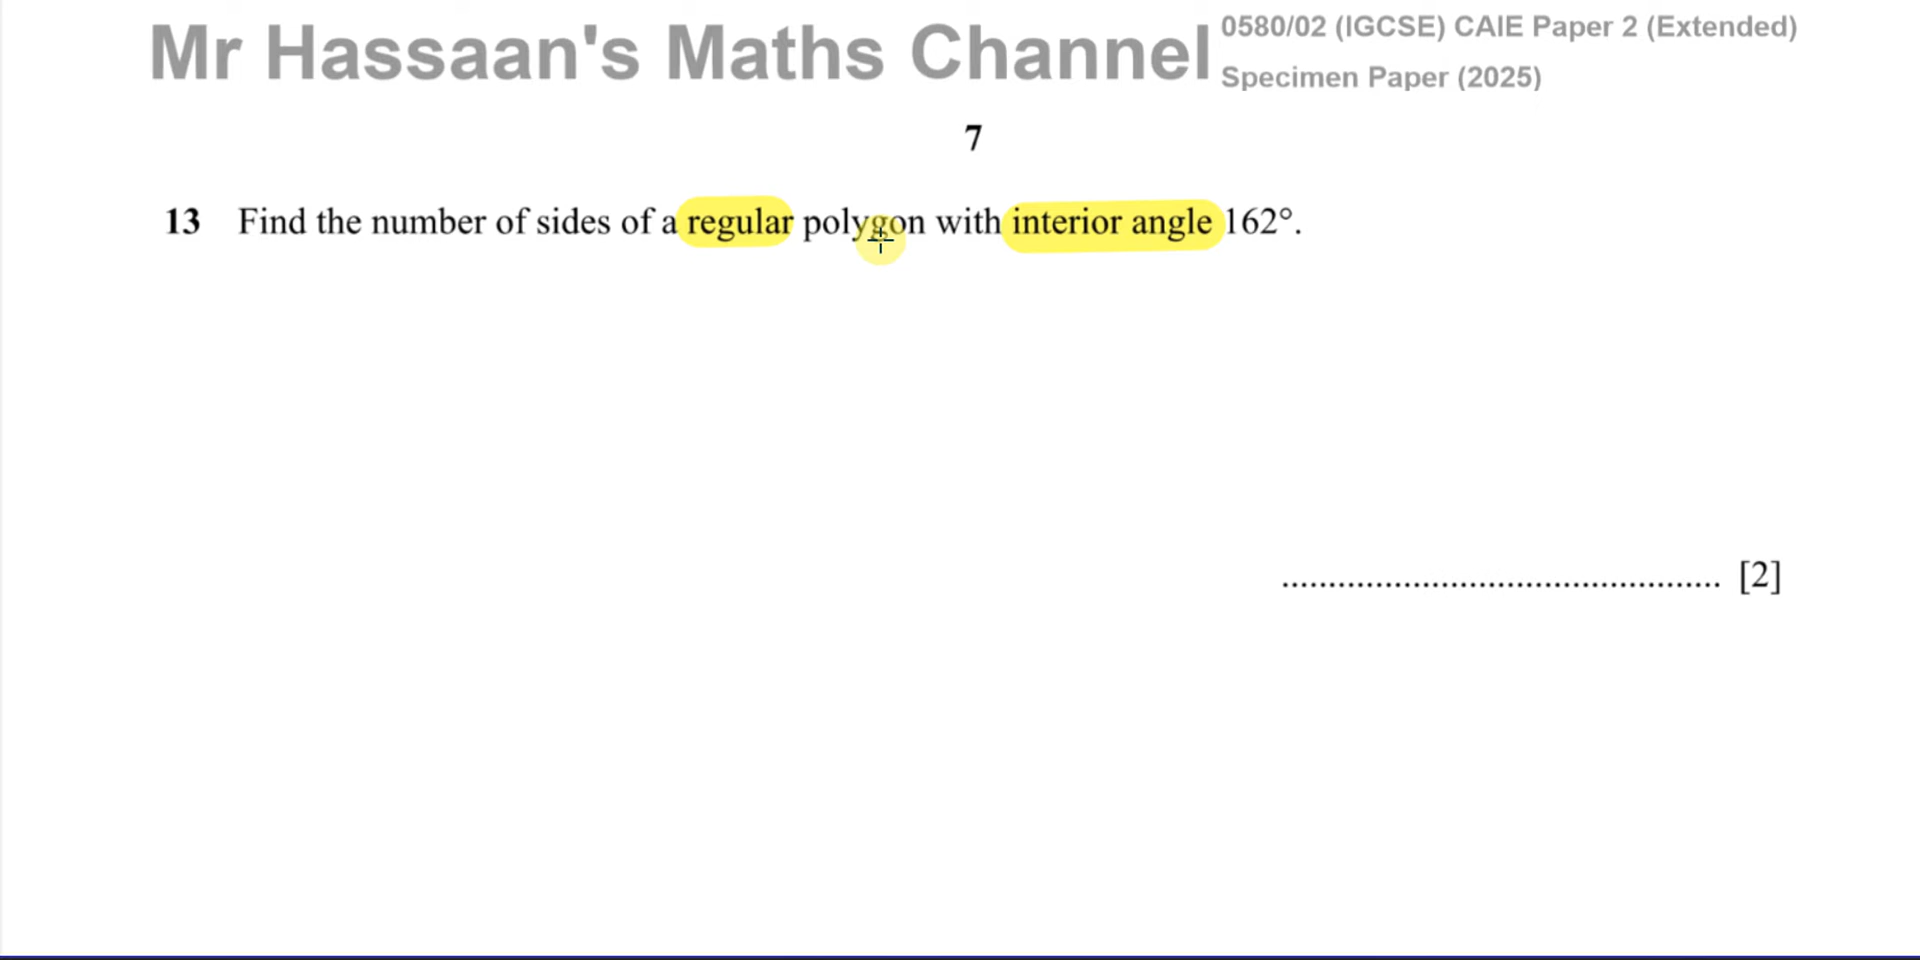 Mr Hassaan's Maths Channel
0580/02 (IGSCE) CAIE Paper 2 (Extended)
Specimen Paper (2025)
7
13 Find the number of sides of a regular polygon with interior angle 162°.
.............................................. [2]